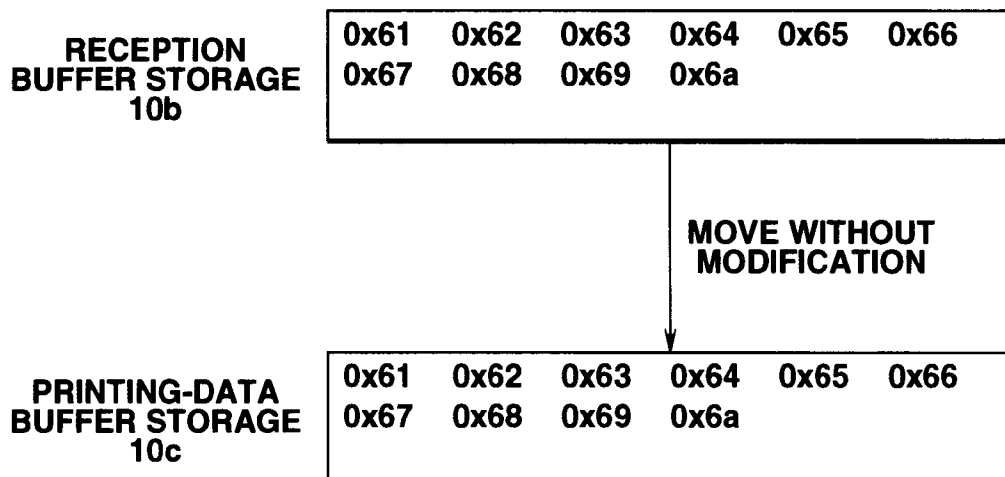 RECEPTION
BUFFER STORAGE
10b
0x61 0x62 0x63 0x64 0x65 0x66
0x67 0x68 0x69 0x6a
MOVE WITHOUT
MODIFICATION
PRINTING-DATA
BUFFER STORAGE
10c
0x61 0x62 0x63 0x64 0x65 0x66
0x67 0x68 0x69 0x6a